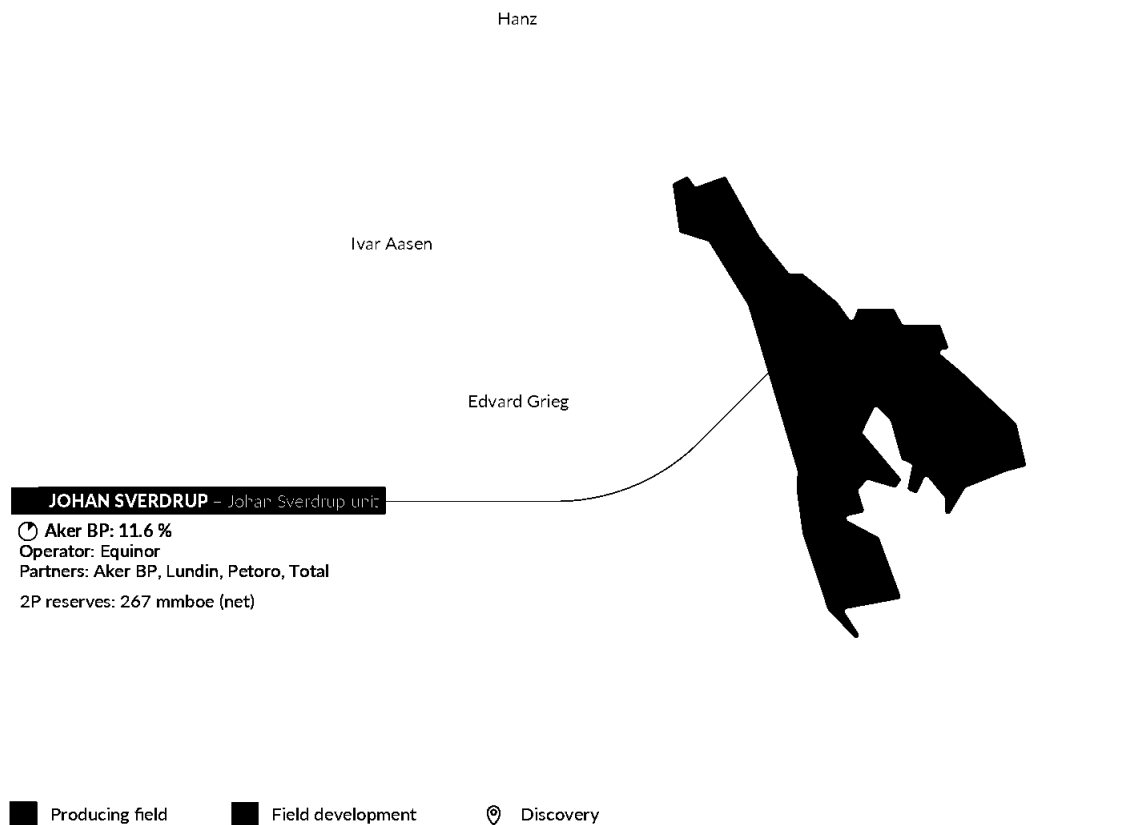 Hanz
Ivar Aasen
Edvard Grieg
JOHAN SVERDRUP – Johan Sverdrup unit
Aker BP: 11.6 %
Operator: Equinor
Partners: Aker BP, Lundin, Petoro, Total
2P reserves: 267 mmboe (net)
Producing field Field development Discovery